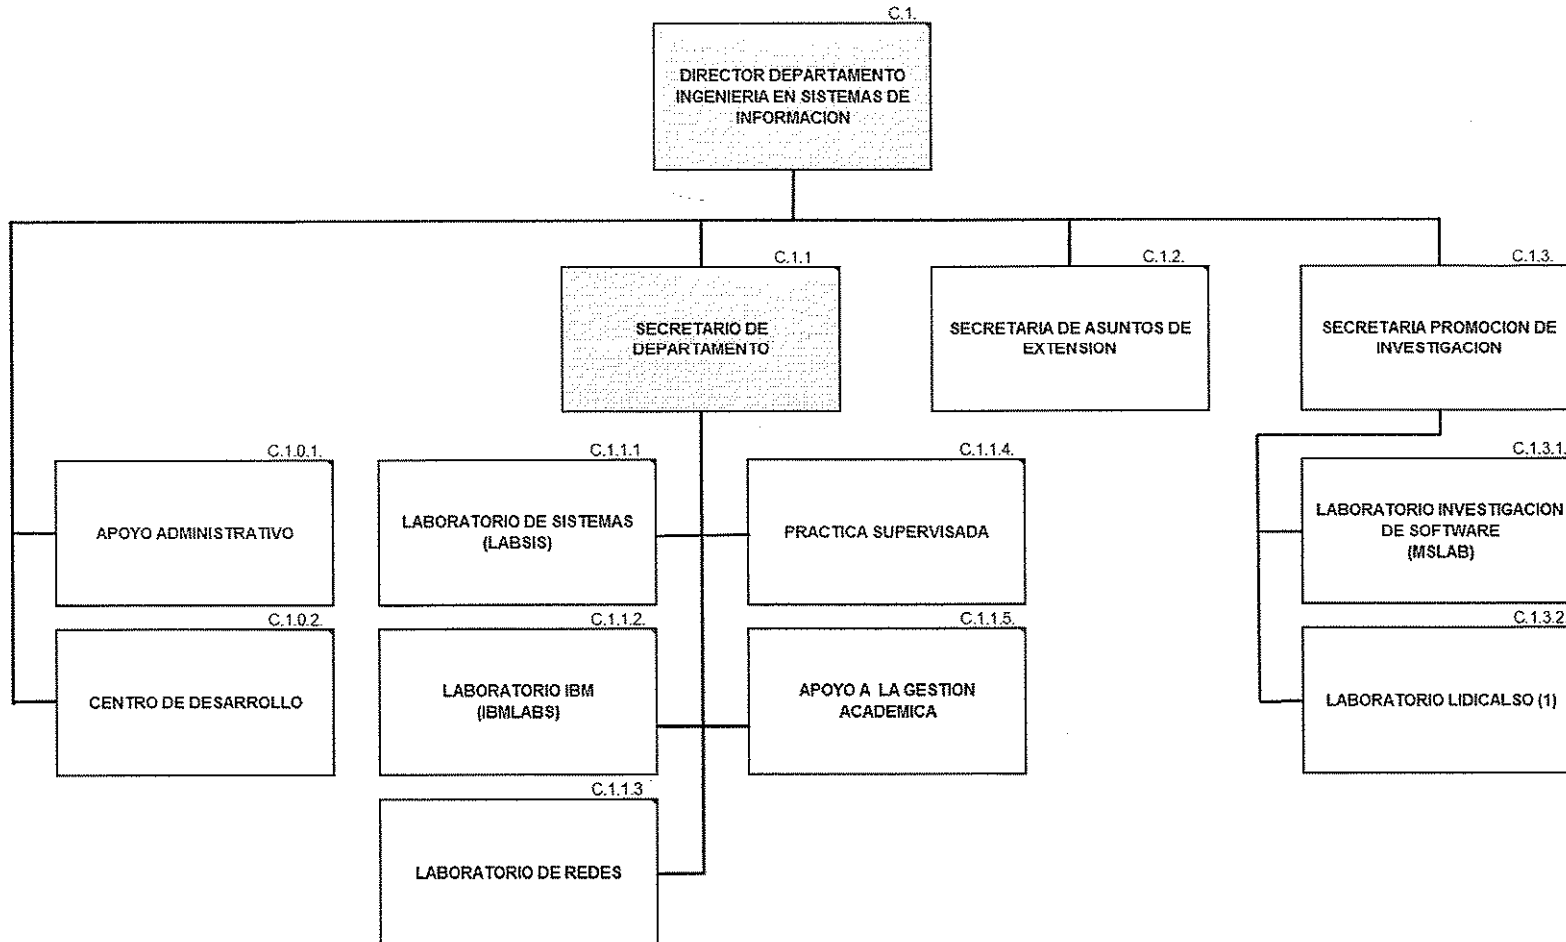 C.1.
DIRECTOR DEPARTAMENTO
INGENIERIA EN SISTEMAS DE
INFORMACION
C.1.1
SECRETARIO DE
DEPARTAMENTO
C.1.2.
SECRETARIA DE ASUNTOS DE
EXTENSION
C.1.3.
SECRETARIA PROMOCION DE
INVESTIGACION
C.1.0.1.
APOYO ADMINISTRATIVO
C.1.1.1
LABORATORIO DE SISTEMAS
(LABSIS)
C.1.1.4.
PRACTICA SUPERVISADA
C.1.3.1.
LABORATORIO INVESTIGACION
DE SOFTWARE
(MSLAB)
C.1.0.2.
CENTRO DE DESARROLLO
C.1.1.2.
LABORATORIO IBM
(IBMLABS)
C.1.1.5.
APOYO A LA GESTION
ACADEMICA
C.1.3.2
LABORATORIO LIDICALSO (1)
C.1.1.3
LABORATORIO DE REDES